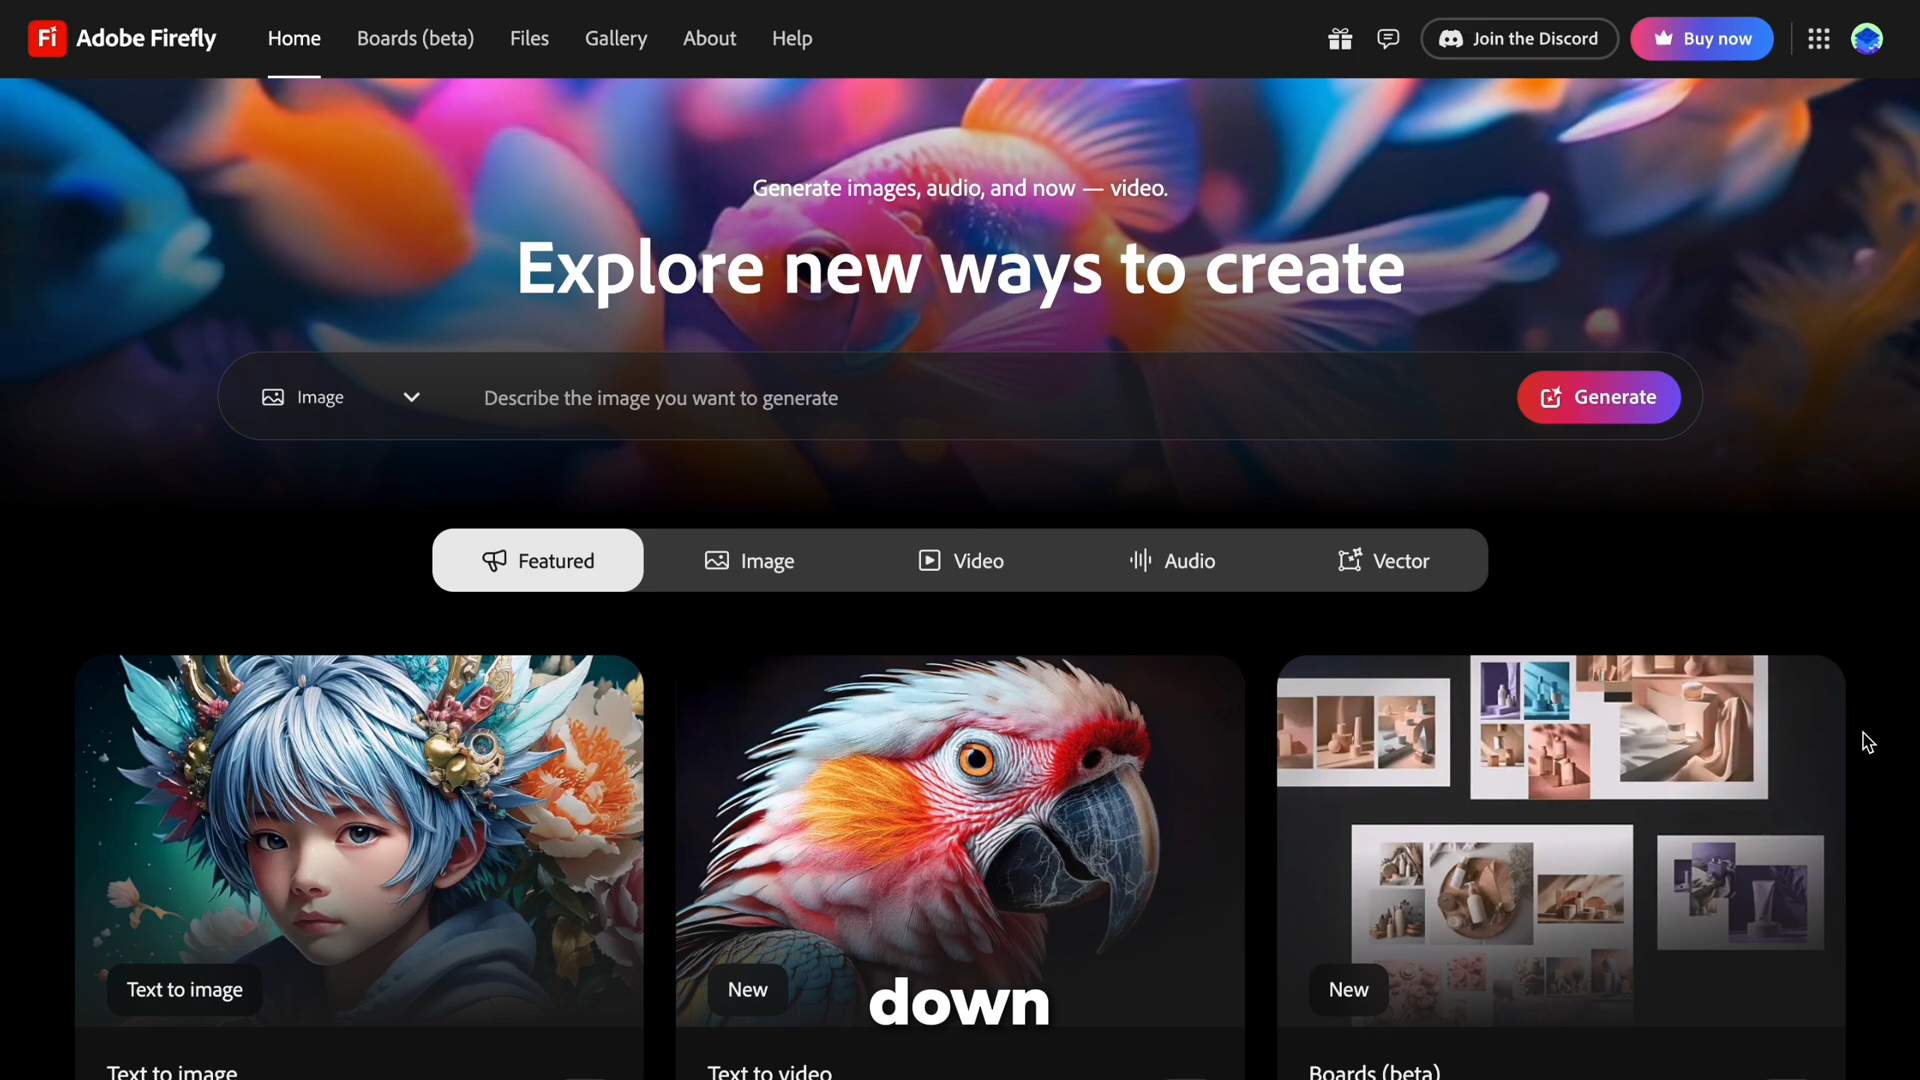 Fi Adobe Firefly Home Boards (beta) Files Gallery About Help Join the Discord Buy now
Generate images, audio, and now — video.
Explore new ways to create
Image Describe the image you want to generate Generate
Featured Image Video Audio Vector
Text to image New down New
Text to image Text to video Boards (beta)